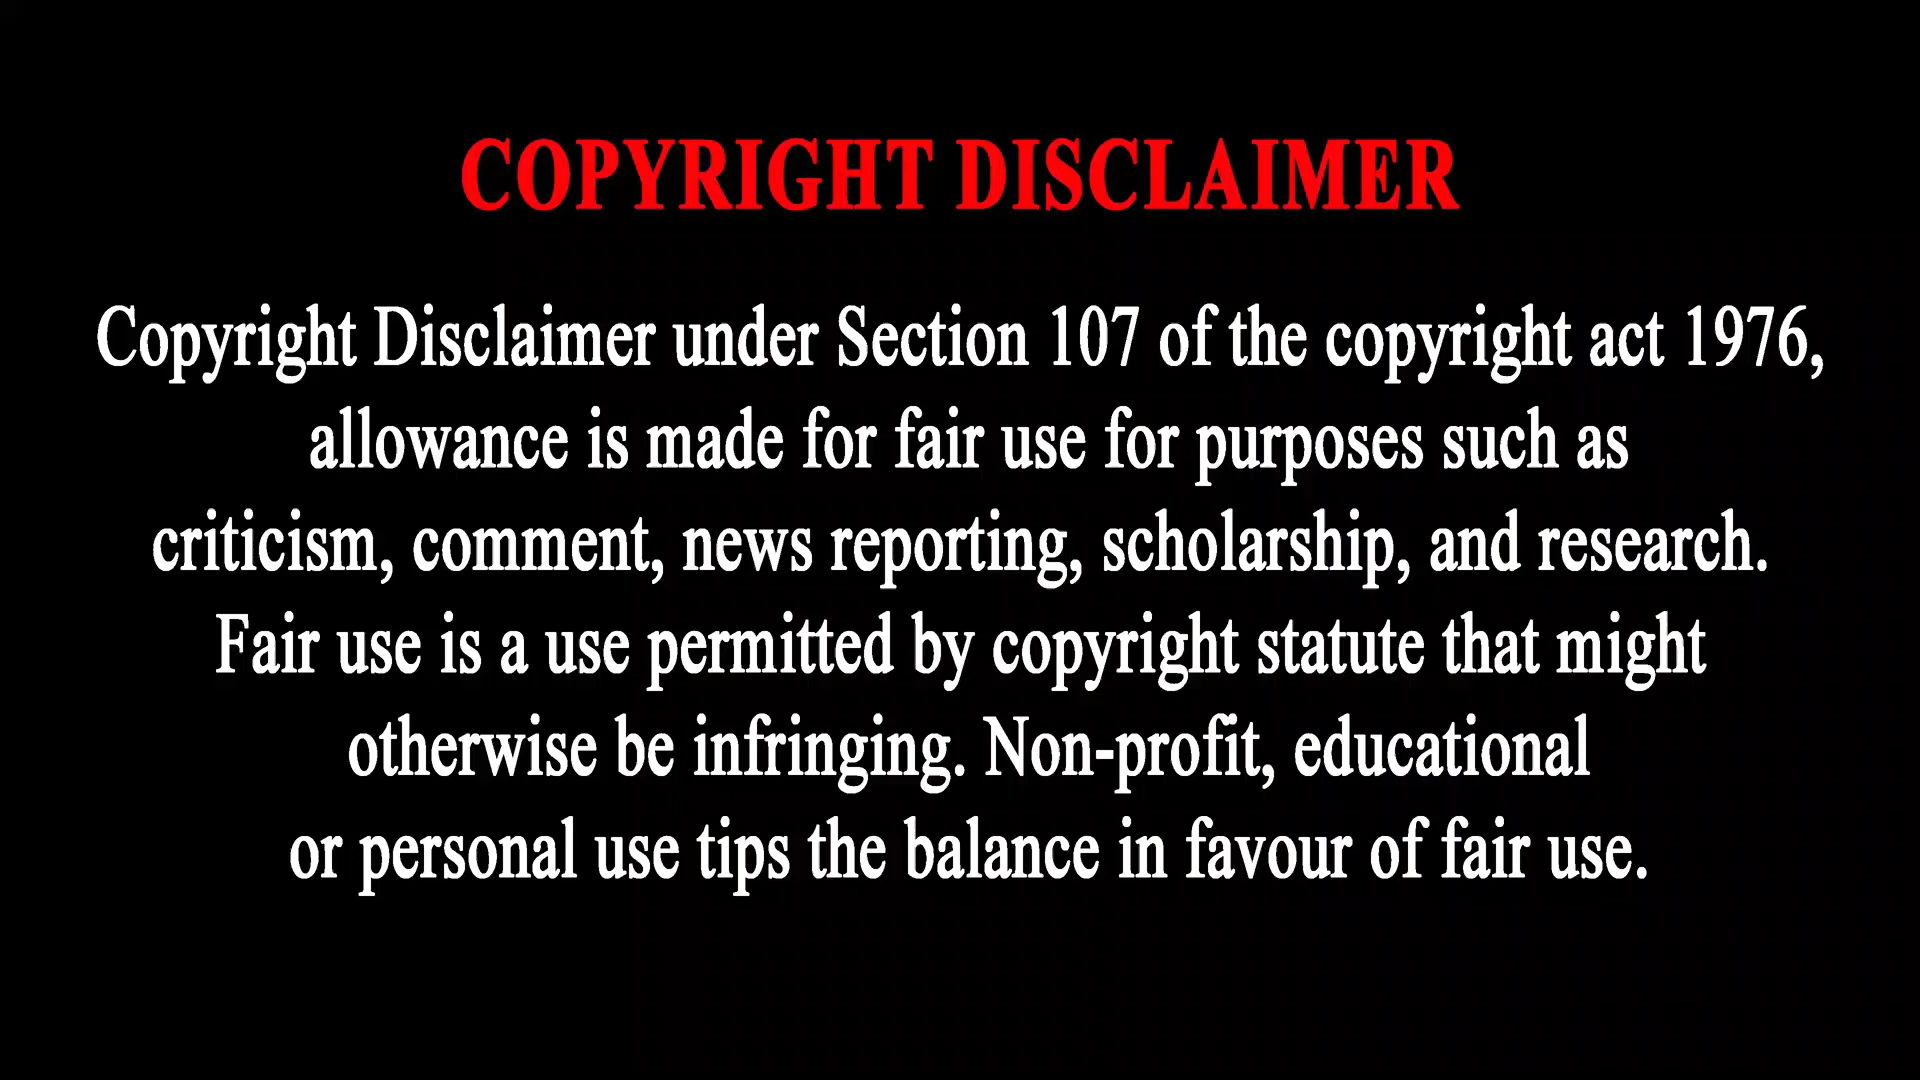 COPYRIGHT DISCLAIMER
Copyright Disclaimer under Section 107 of the copyright act 1976,
allowance is made for fair use for purposes such as
criticism, comment, news reporting, scholarship, and research.
Fair use is a use permitted by copyright statute that might
otherwise be infringing. Non-profit, educational
or personal use tips the balance in favour of fair use.